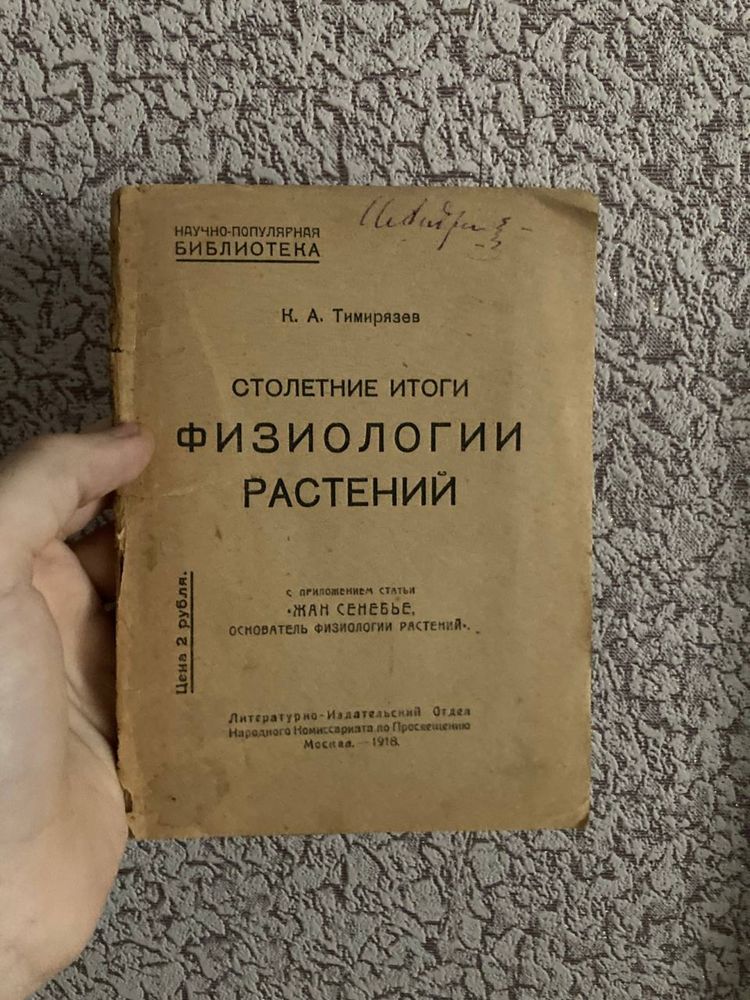 НАУЧНО-ПОПУЛЯРНАЯ
БИБЛИОТЕКА
К. А. Тимирязев
СТОЛЕТНИЕ ИТОГИ
ФИЗИОЛОГИИ
РАСТЕНИЙ
С ПРИЛОЖЕНИЕМ СТАТЬИ
«ЖАН СЕНЕБЬЕ,
ОСНОВАТЕЛЬ ФИЗИОЛОГИИ РАСТЕНИЙ».
Цена 2 рубля.
Литературно-Издательский Отдел
Народного Комиссариата по Просвещению
Москва. — 1918.